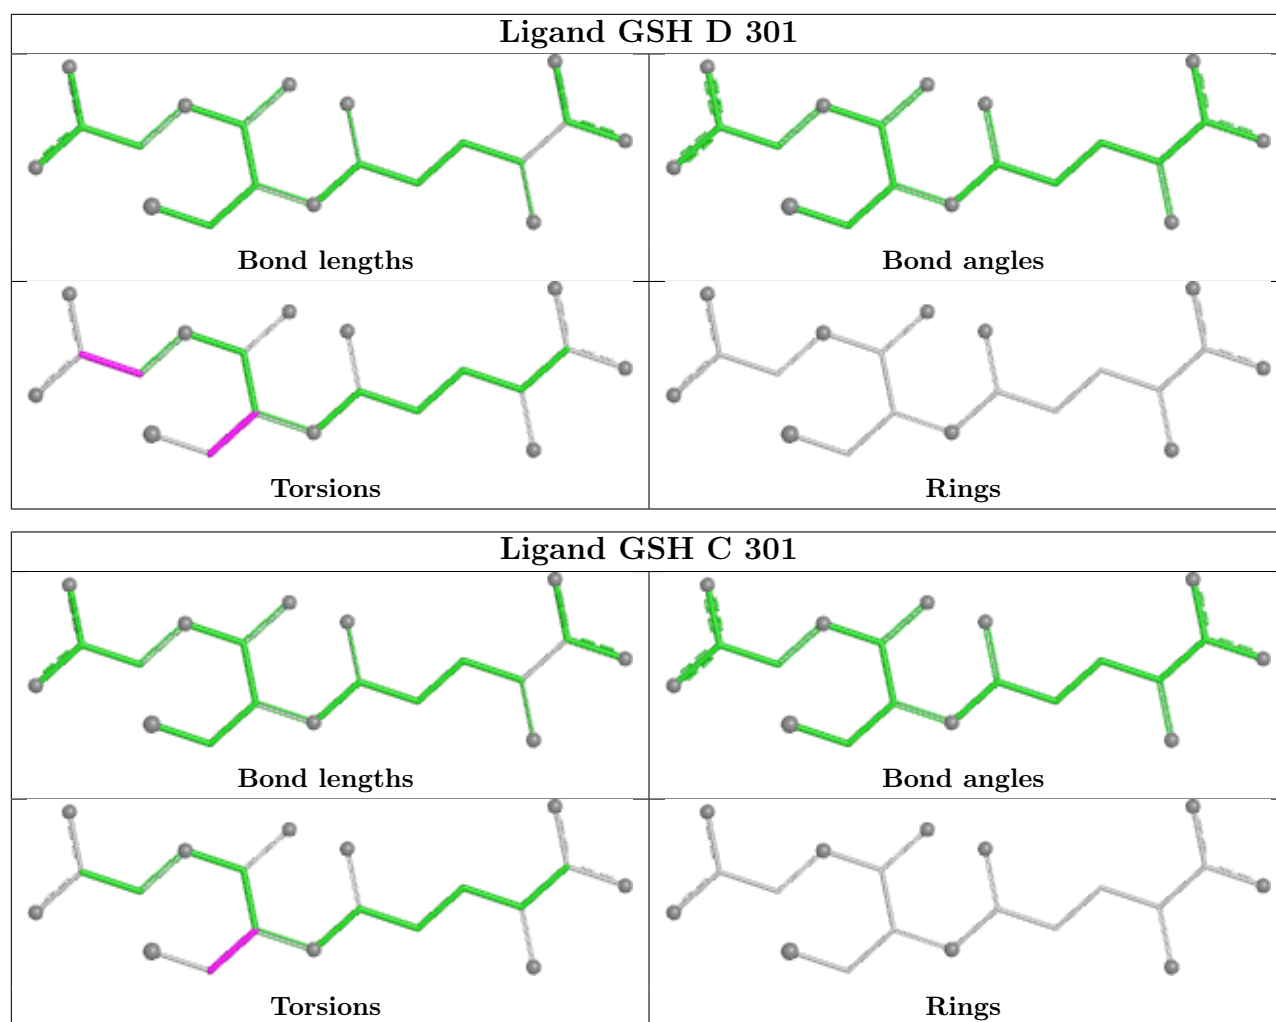 Ligand GSH D 301
Bond lengths
Bond angles
Torsions
Rings
Ligand GSH C 301
Bond lengths
Bond angles
Torsions
Rings